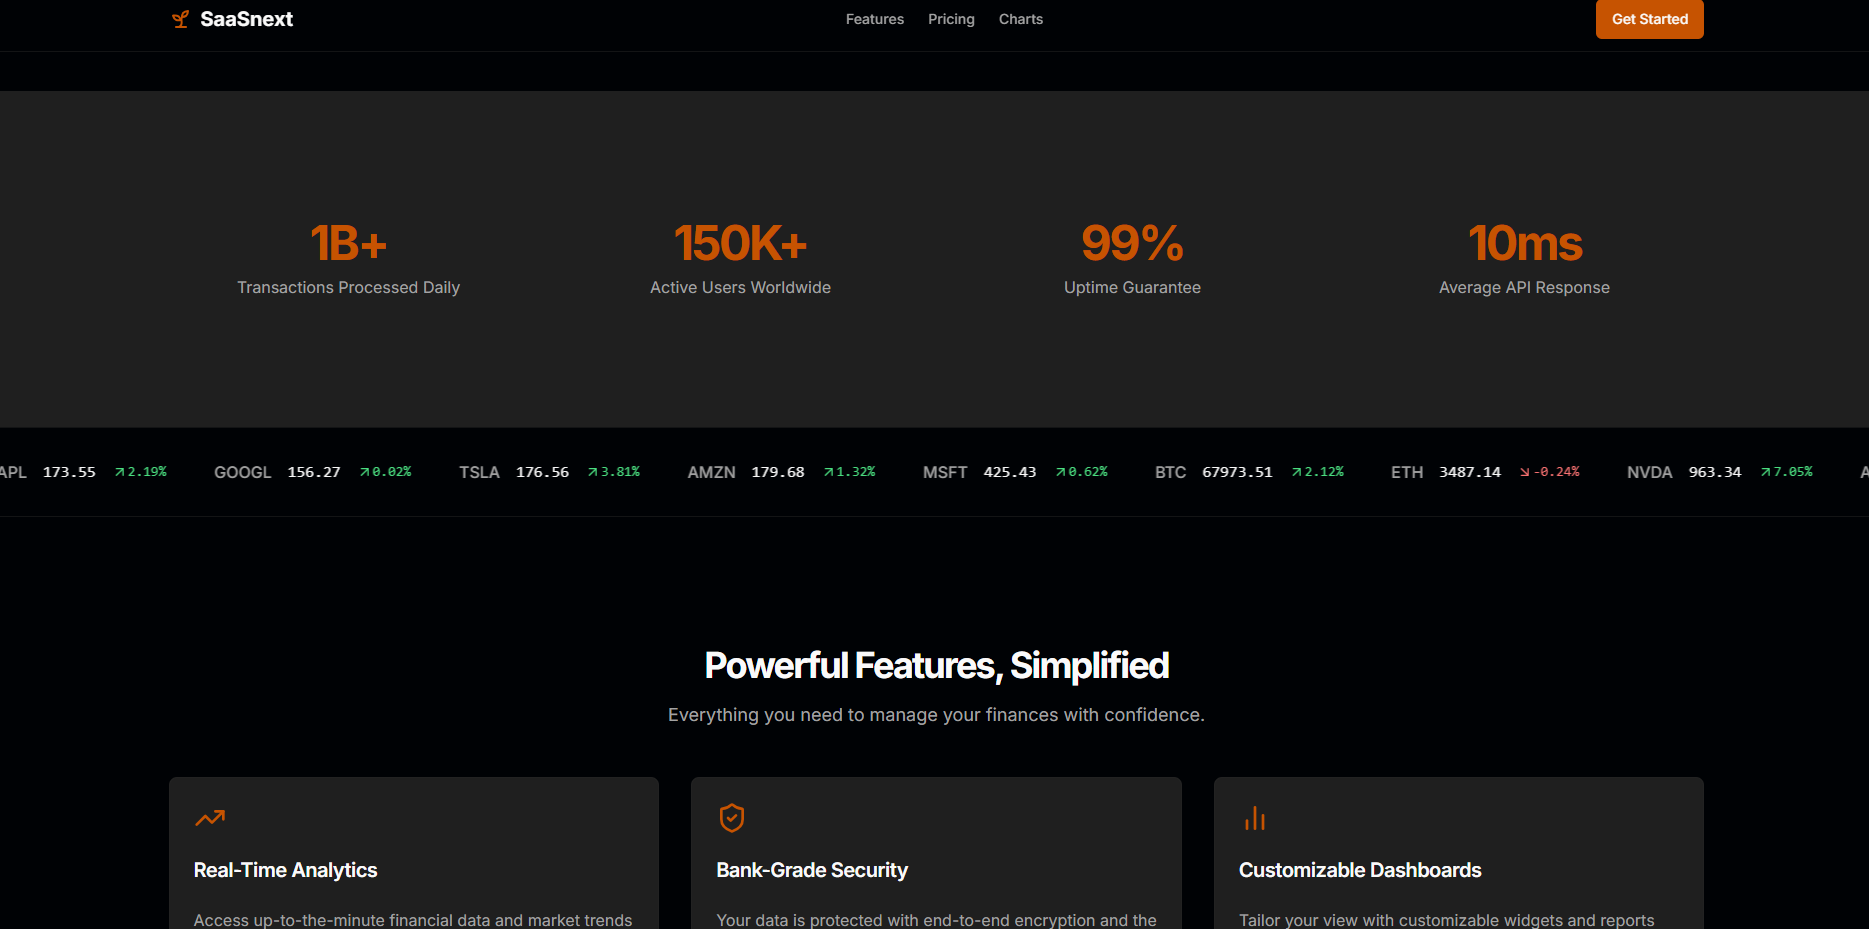 SaaSnext
Features Pricing Charts
Get Started
1B+
Transactions Processed Daily
150K+
Active Users Worldwide
99%
Uptime Guarantee
10ms
Average API Response
APL 173.55 2.19% GOOGL 156.27 0.02% TSLA 176.56 3.81% AMZN 179.68 1.32% MSFT 425.43 0.62% BTC 67973.51 2.12% ETH 3487.14 -0.24% NVDA 963.34 7.05% A
Powerful Features, Simplified
Everything you need to manage your finances with confidence.
Real-Time Analytics
Access up-to-the-minute financial data and market trends
Bank-Grade Security
Your data is protected with end-to-end encryption and the
Customizable Dashboards
Tailor your view with customizable widgets and reports